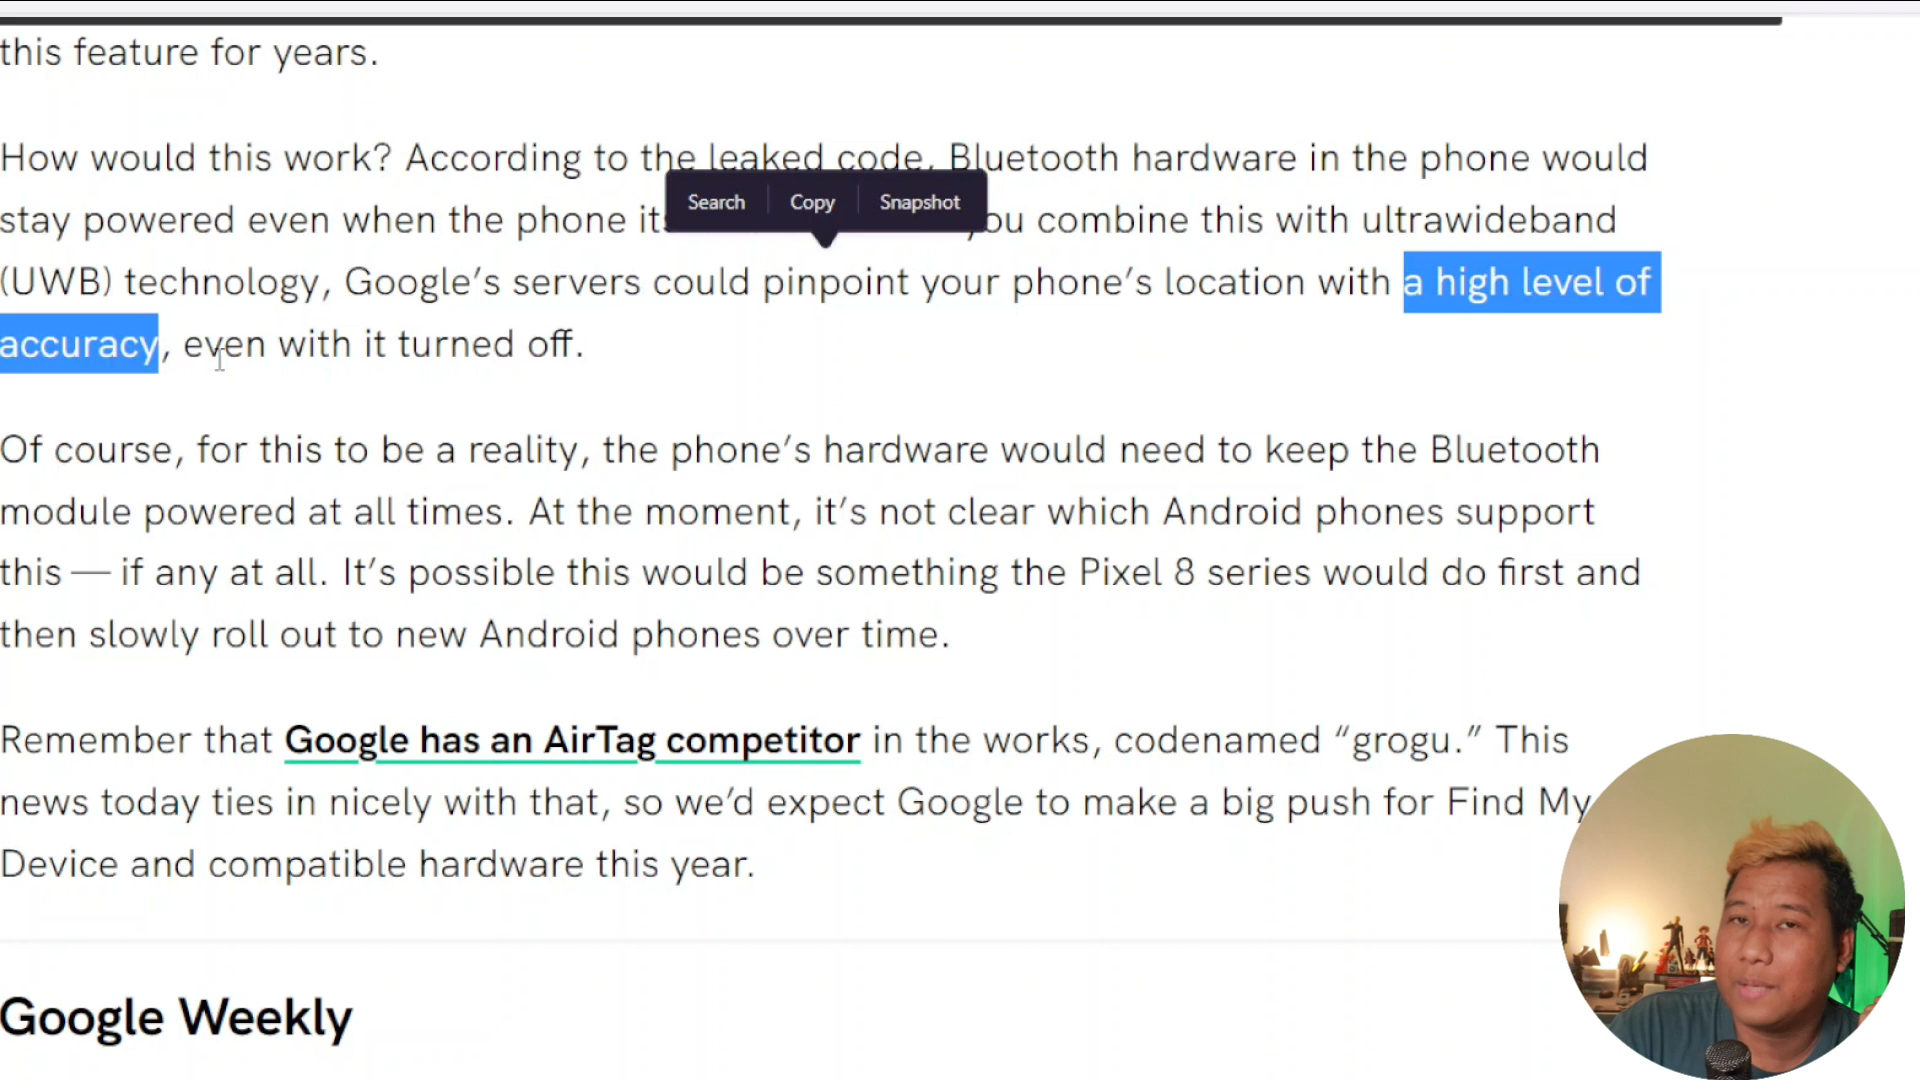 this feature for years.
How would this work? According to the leaked code, Bluetooth hardware in the phone would
Search Copy Snapshot
stay powered even when the phone you combine this with ultrawideband
(UWB) technology, Google’s servers could pinpoint your phone’s location with a high level of
accuracy, even with it turned off.
Of course, for this to be a reality, the phone’s hardware would need to keep the Bluetooth
module powered at all times. At the moment, it’s not clear which Android phones support
this — if any at all. It’s possible this would be something the Pixel 8 series would do first and
then slowly roll out to new Android phones over time.
Remember that Google has an AirTag competitor in the works, codenamed “grogu.” This
news today ties in nicely with that, so we’d expect Google to make a big push for Find My
Device and compatible hardware this year.
Google Weekly